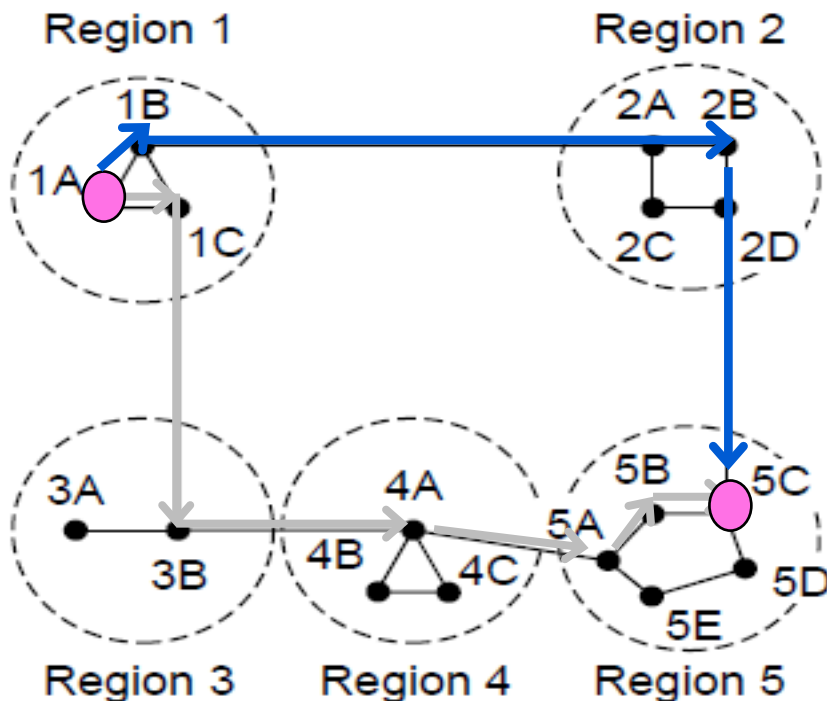 Region 1
Region 2
1B
2A 2B
1A
1C
2C
2D
3A
4A
5B
5C
5A
3B
4B
4C
5D
5E
Region 3
Region 4
Region 5